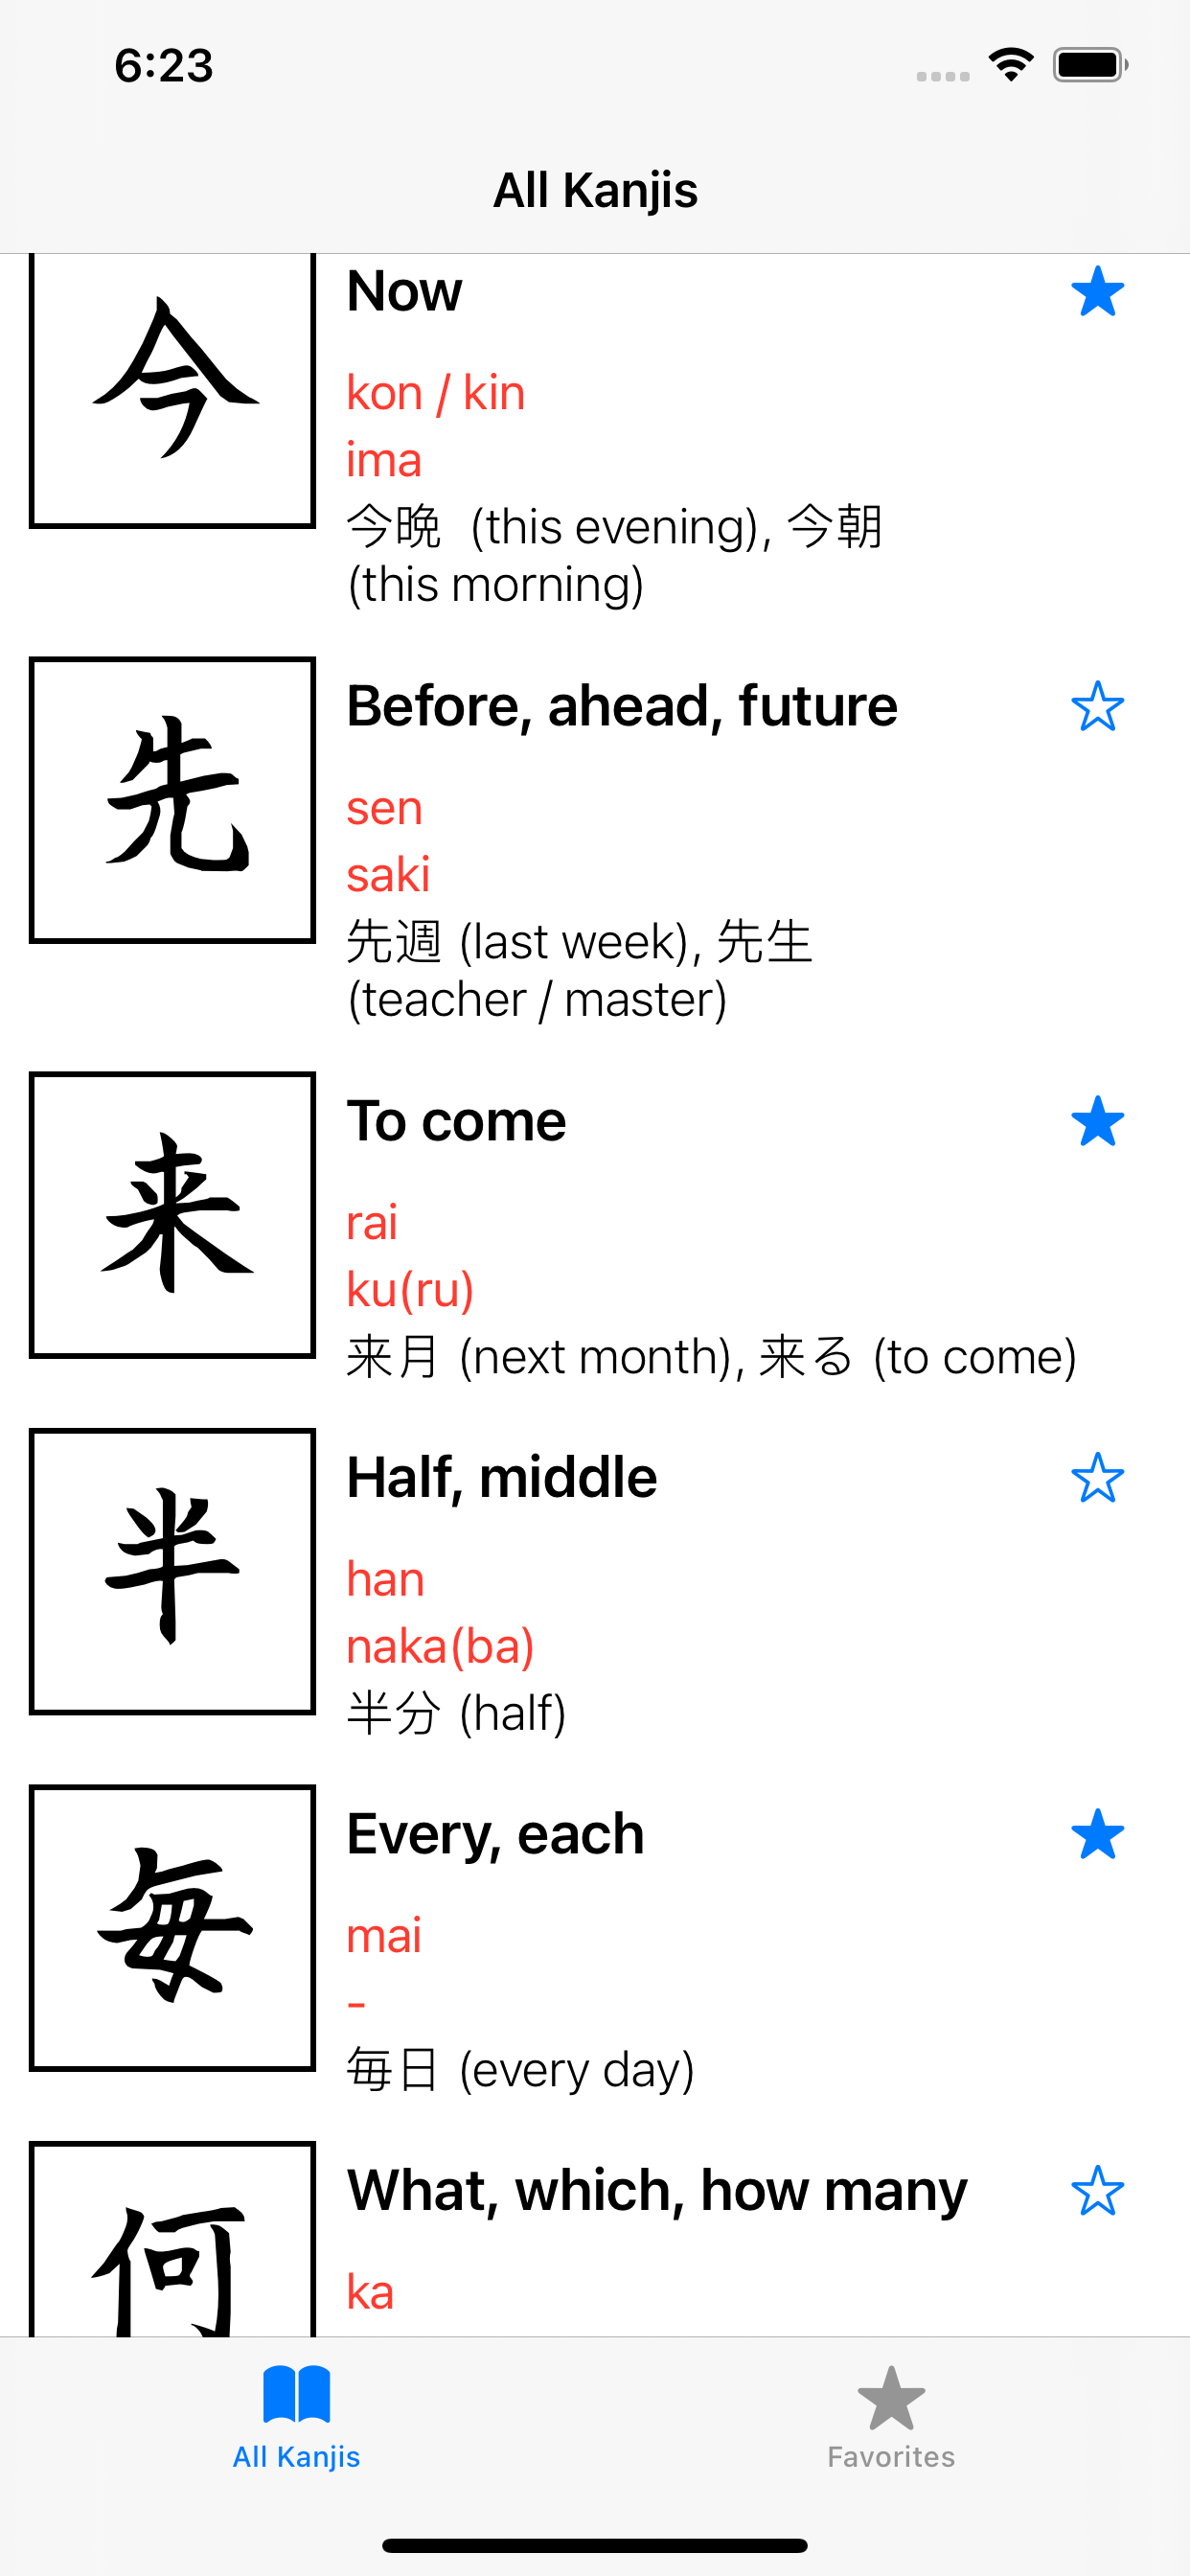 6:23
All Kanjis
今
Now
kon / kin
ima
今晩 (this evening), 今朝
(this morning)
先
Before, ahead, future
sen
saki
先週 (last week), 先生
(teacher / master)
来
To come
rai
ku(ru)
来月 (next month), 来る (to come)
半
Half, middle
han
naka(ba)
半分 (half)
毎
Every, each
mai
-
毎日 (every day)
何
What, which, how many
ka
All Kanjis
Favorites